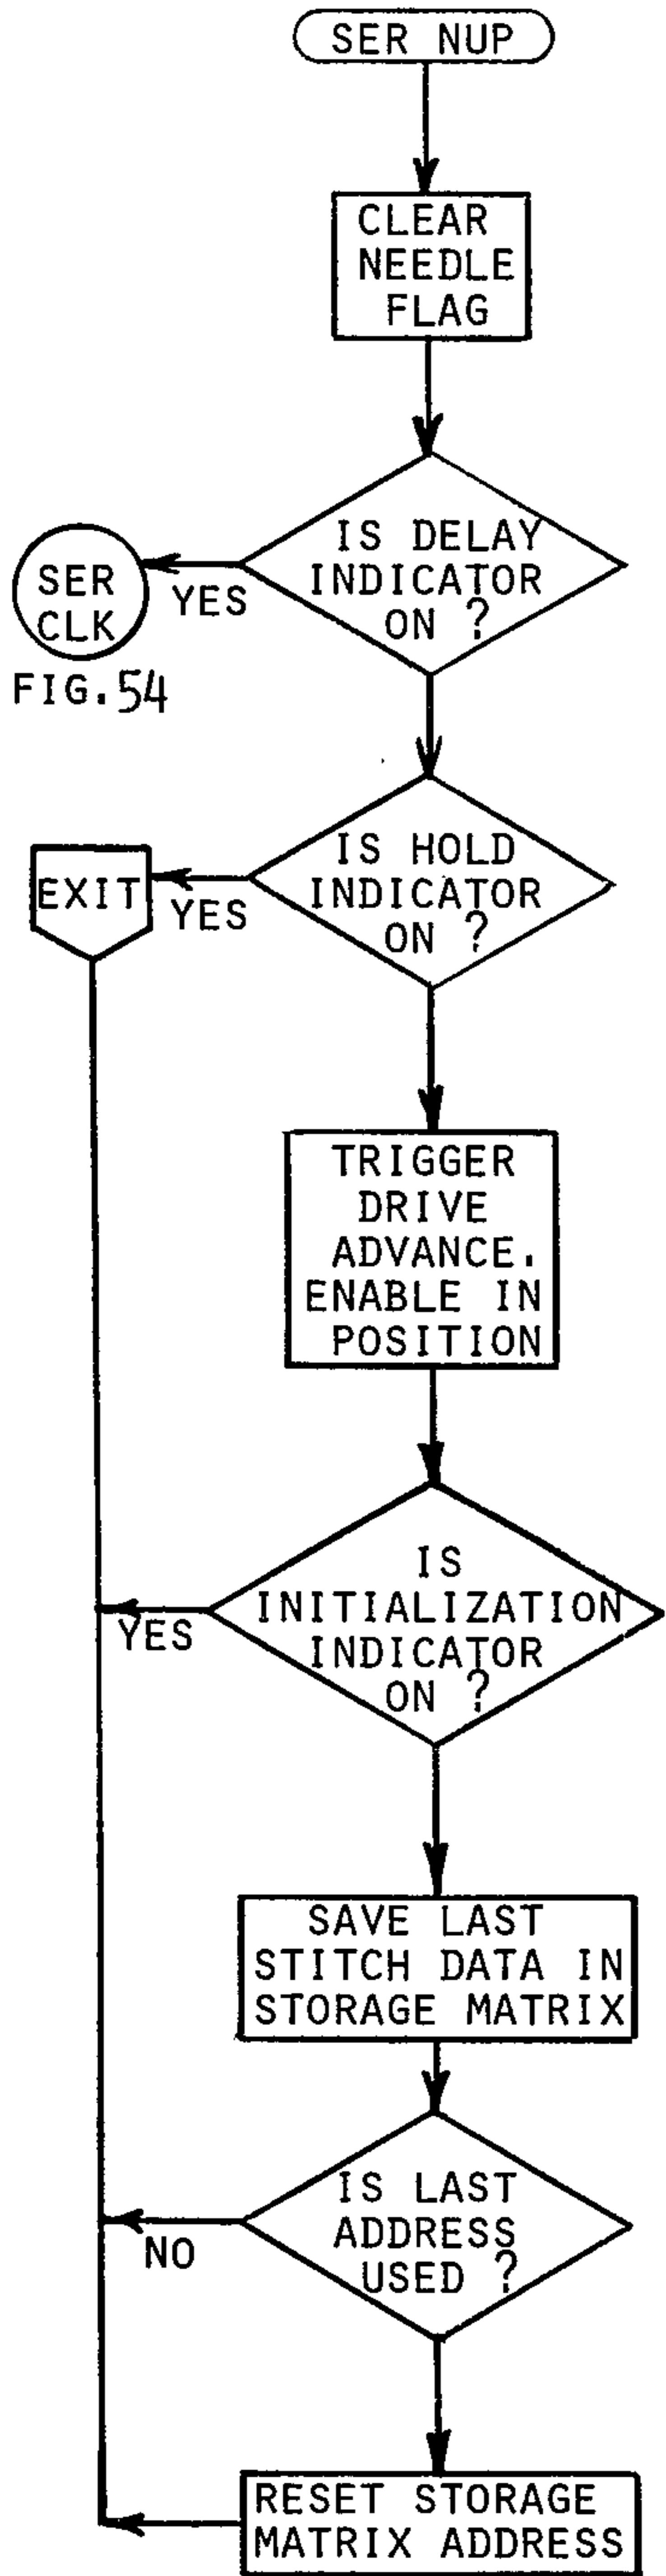 SER NUP
CLEAR
NEEDLE
FLAG
IS DELAY
INDICATOR
ON ?
YES
SER
CLK
FIG.54
IS HOLD
INDICATOR
ON ?
YES
EXIT
TRIGGER
DRIVE
ADVANCE.
ENABLE IN
POSITION
IS
INITIALIZATION
INDICATOR
ON ?
YES
SAVE LAST
STITCH DATA IN
STORAGE MATRIX
IS LAST
ADDRESS
USED ?
NO
RESET STORAGE
MATRIX ADDRESS